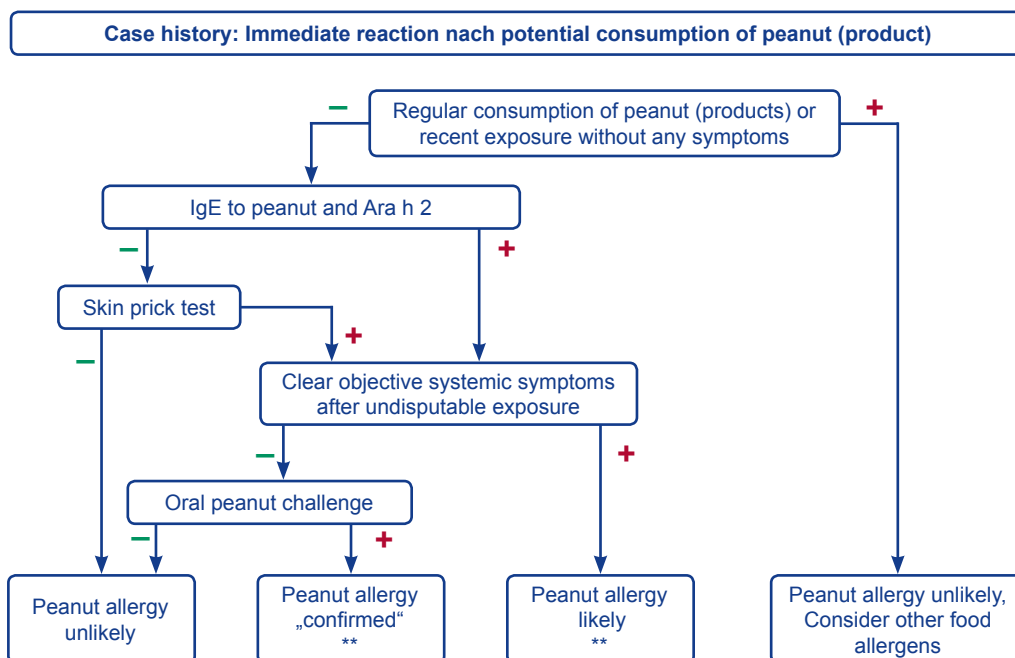 Case history: Immediate reaction nach potential consumption of peanut (product)
−
Regular consumption of peanut (products) or
recent exposure without any symptoms
+
IgE to peanut and Ara h 2
−
+
Skin prick test
+
−
Clear objective systemic symptoms
after undisputable exposure
−
+
Oral peanut challenge
−
+
Peanut allergy
unlikely
Peanut allergy
„confirmed“
**
Peanut allergy
likely
**
Peanut allergy unlikely,
Consider other food
allergens